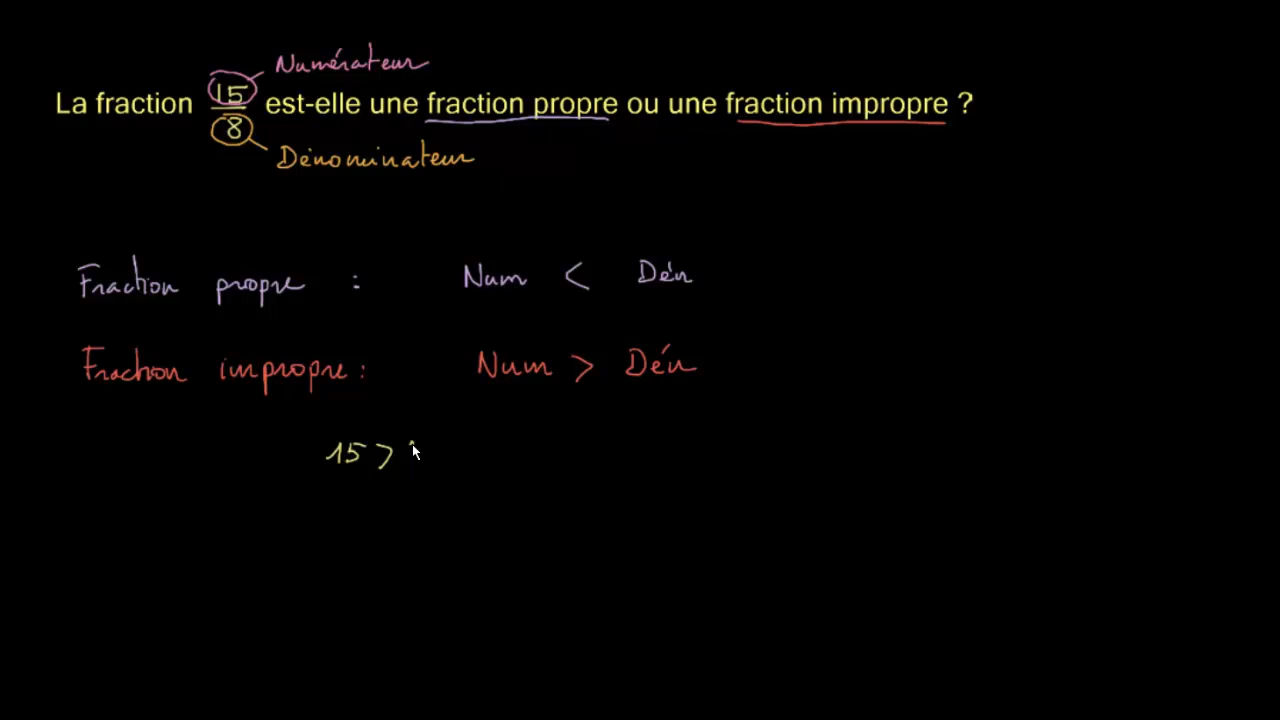 Numérateur
La fraction 15/8 est-elle une fraction propre ou une fraction impropre ?
Dénominateur
Fraction propre : Num < Dén
Fraction impropre : Num > Dén
15 >